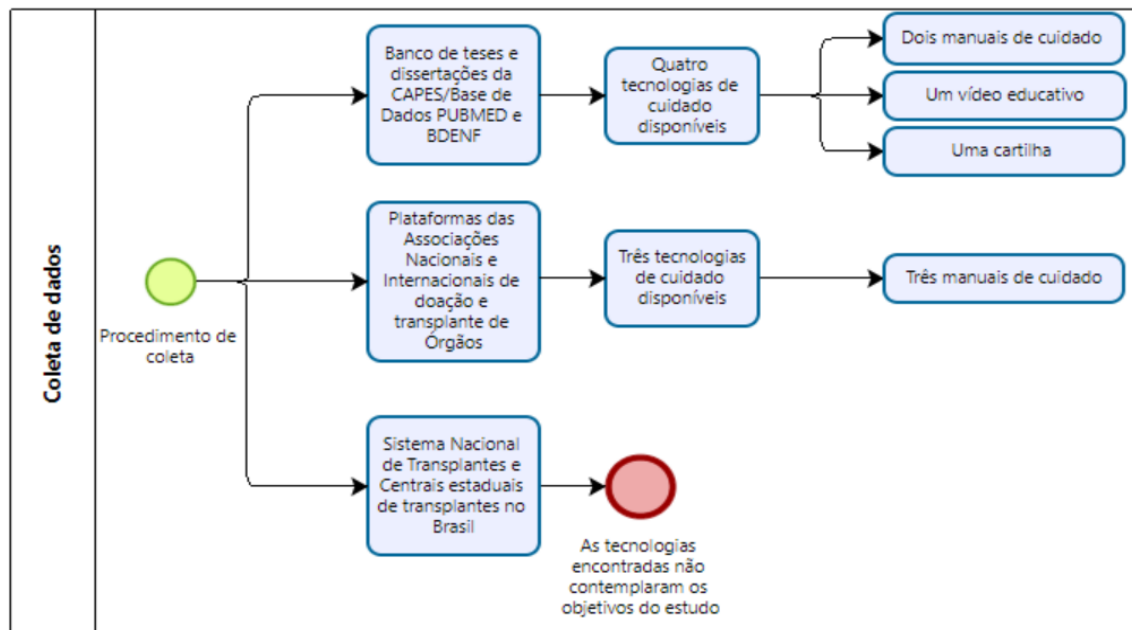 Coleta de dados
Procedimento de
coleta
Banco de teses e
dissertações da
CAPES/Base de
Dados PUBMED e
BDENF
Quatro
tecnologias de
cuidado
disponíveis
Dois manuais de cuidado
Um vídeo educativo
Uma cartilha
Plataformas das
Associações
Nacionais e
Internacionais de
doação e
transplante de
Órgãos
Três tecnologias
de cuidado
disponíveis
Três manuais de cuidado
Sistema Nacional
de Transplantes e
Centrais estaduais
de transplantes no
Brasil
As tecnologias
encontradas não
contemplaram os
objetivos do estudo